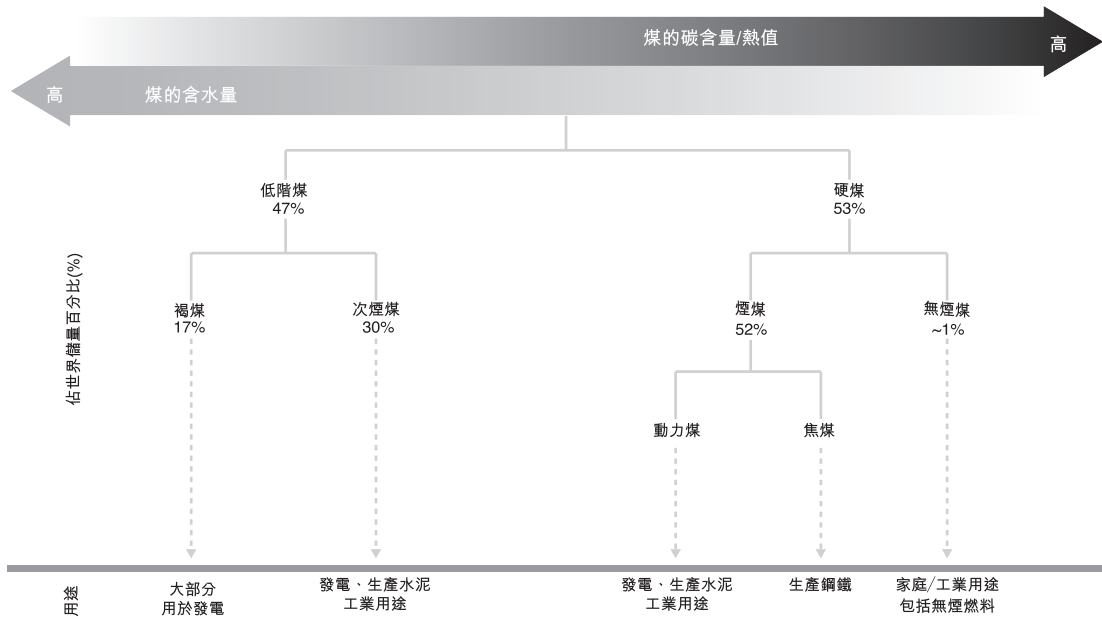 煤的碳含量/熱值
高
高
煤的含水量
低階煤
47%
硬煤
53%
佔世界儲量百分比(%)
褐煤
17%
次煙煤
30%
煙煤
52%
無煙煤
~1%
動力煤
焦煤
用途
大部分
用於發電
發電、生產水泥
工業用途
發電、生產水泥
工業用途
生產鋼鐵
家庭/工業用途
包括無煙燃料